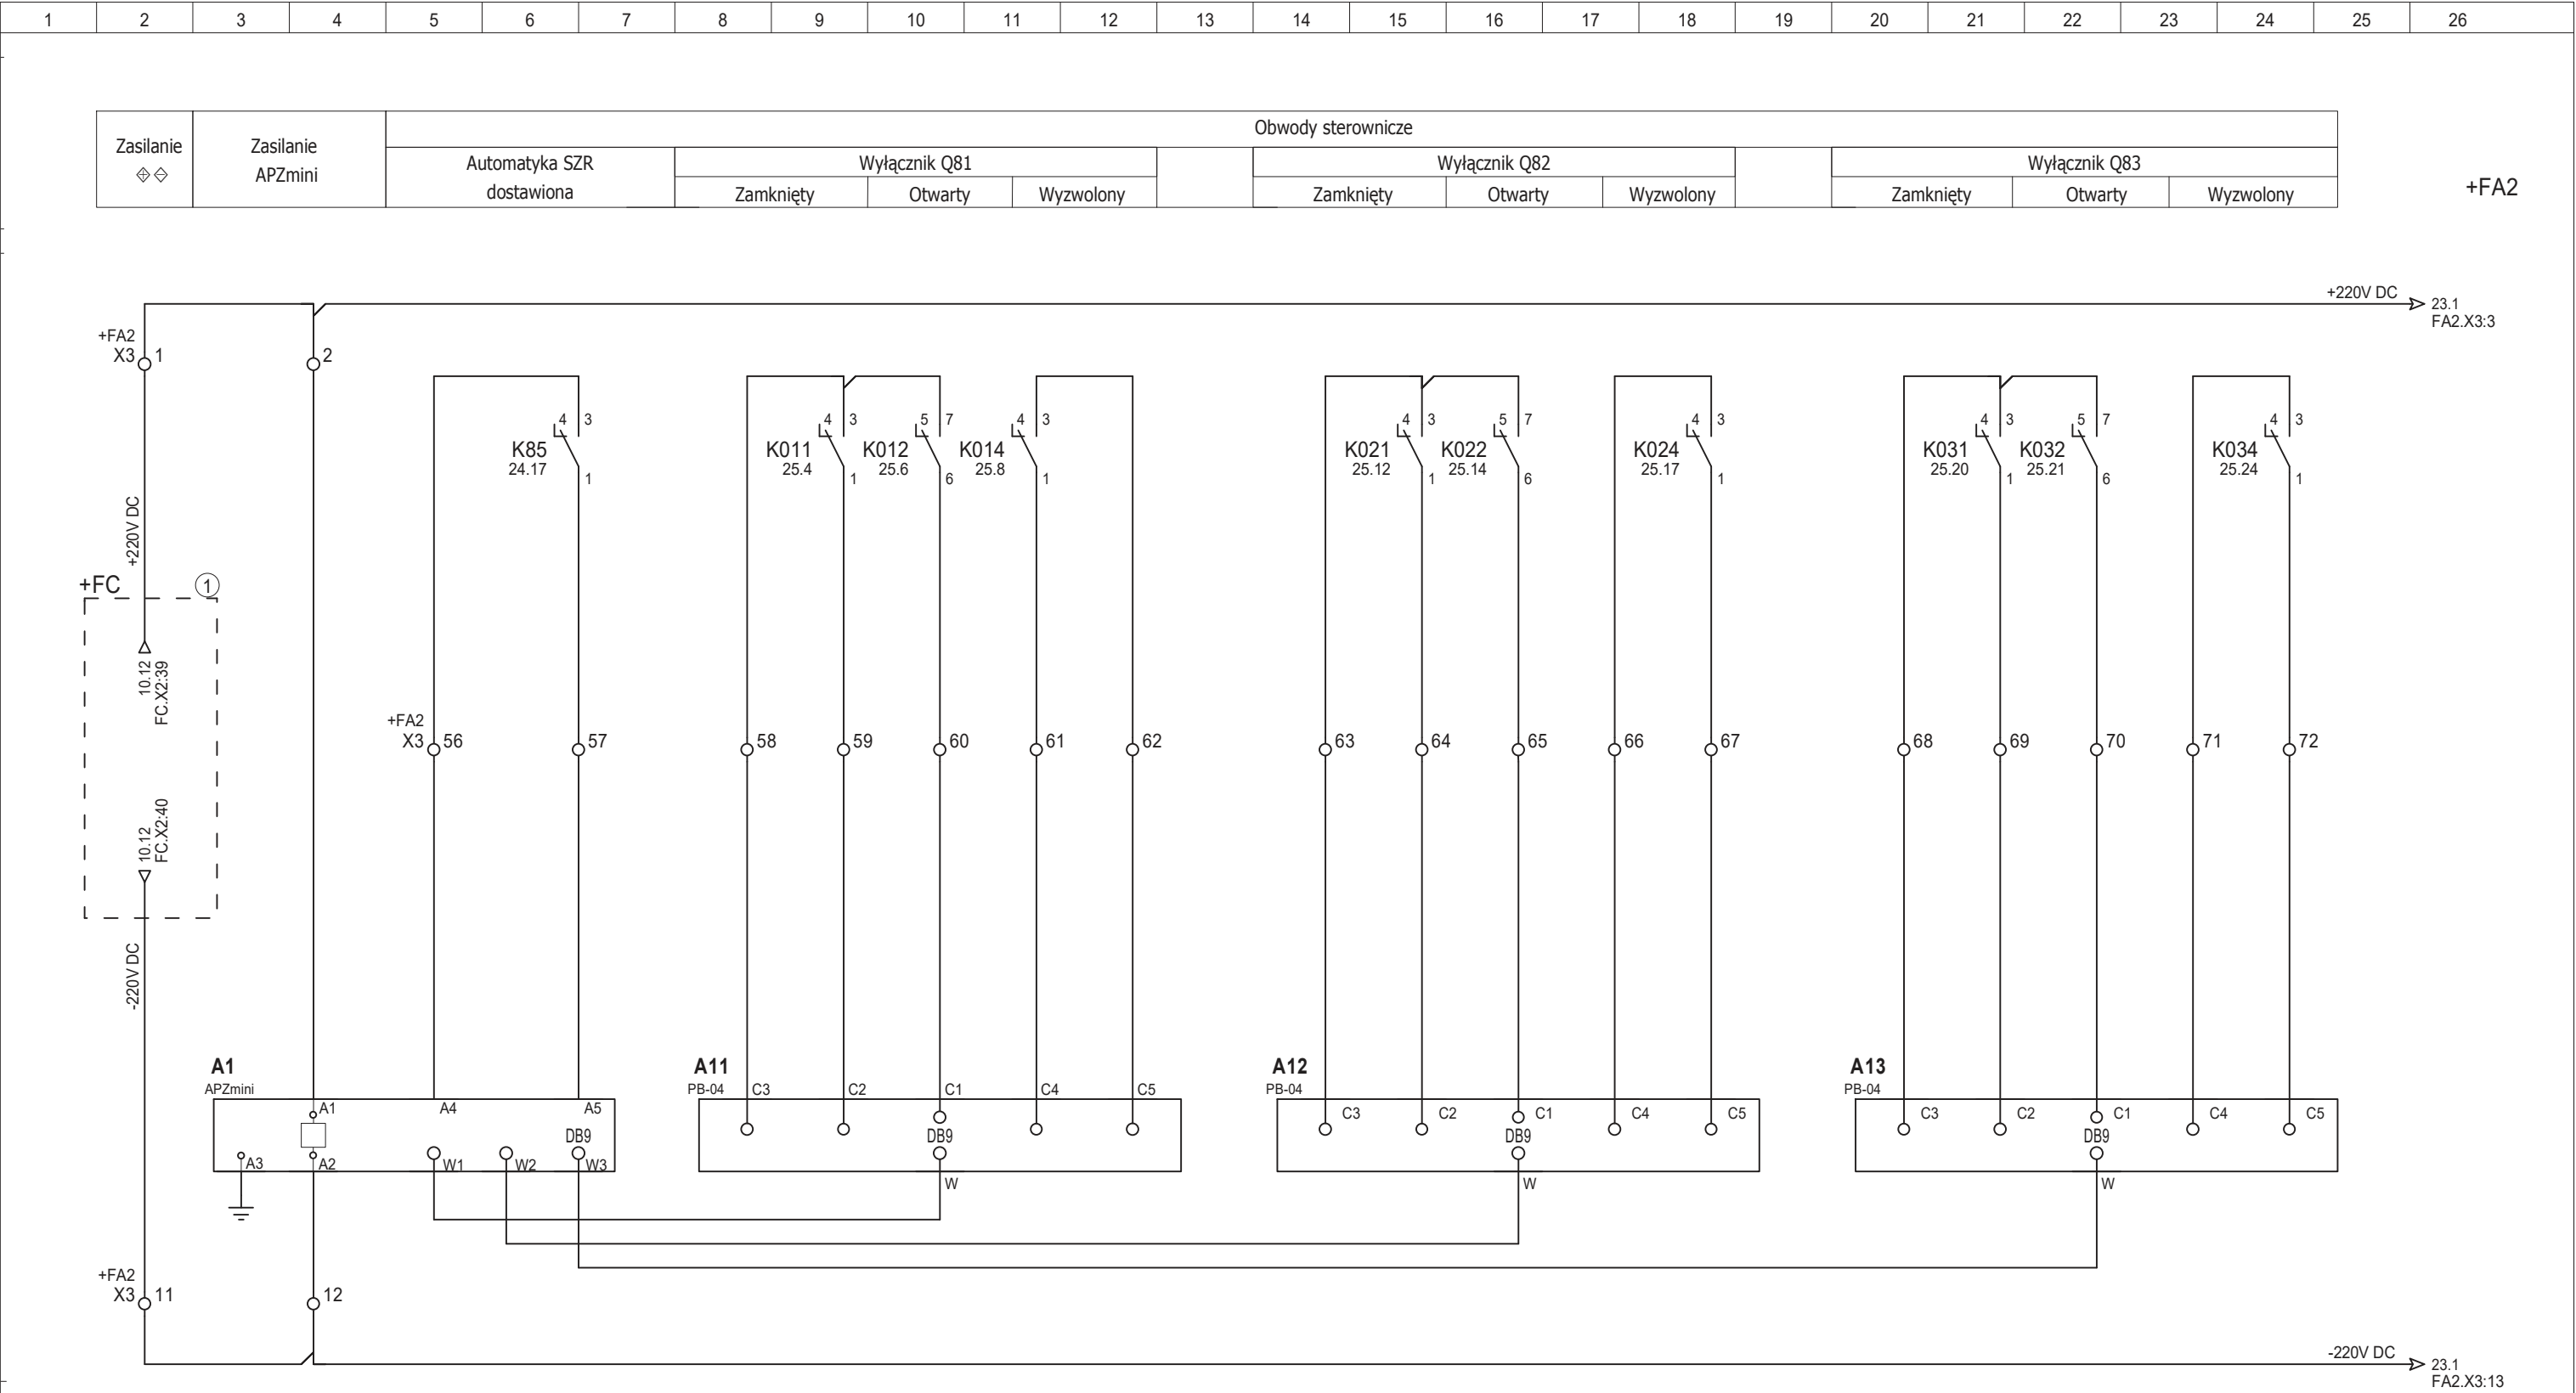 1 2 3 4 5 6 7 8 9 10 11 12 13 14 15 16 17 18 19 20 21 22 23 24 25 26
Zasilanie
Zasilanie
APZmini
Obwody sterownicze
Automatyka SZR
dostawiona
Wyłącznik Q81
Wyłącznik Q82
Wyłącznik Q83
Zamknięty Otwarty Wyzwolony
Zamknięty Otwarty Wyzwolony
Zamknięty Otwarty Wyzwolony
+FA2
+220V DC
23.1
FA2.X3:3
+FA2
X3 1 2
4 3
K85
24.17
1
4 3
K011
25.4
1
5 7
K012
25.6
6
4 3
K014
25.8
1
4 3
K021
25.12
1
5 7
K022
25.14
6
4 3
K024
25.17
1
4 3
K031
25.20
1
5 7
K032
25.21
6
4 3
K034
25.24
1
+220V DC
+FC 1
10.12
FC.X2:39
10.12
FC.X2:40
-220V DC
+FA2
X3 56 57 58 59 60 61 62 63 64 65 66 67 68 69 70 71 72
A1
APZmini
A1 A4 A5
DB9
A3 A2 W1 W2 W3
A11
PB-04 C3 C2 C1 C4 C5
DB9
W
A12
PB-04
C3 C2 C1 C4 C5
DB9
W
A13
PB-04
C3 C2 C1 C4 C5
DB9
W
+FA2
X3 11 12
-220V DC
23.1
FA2.X3:13